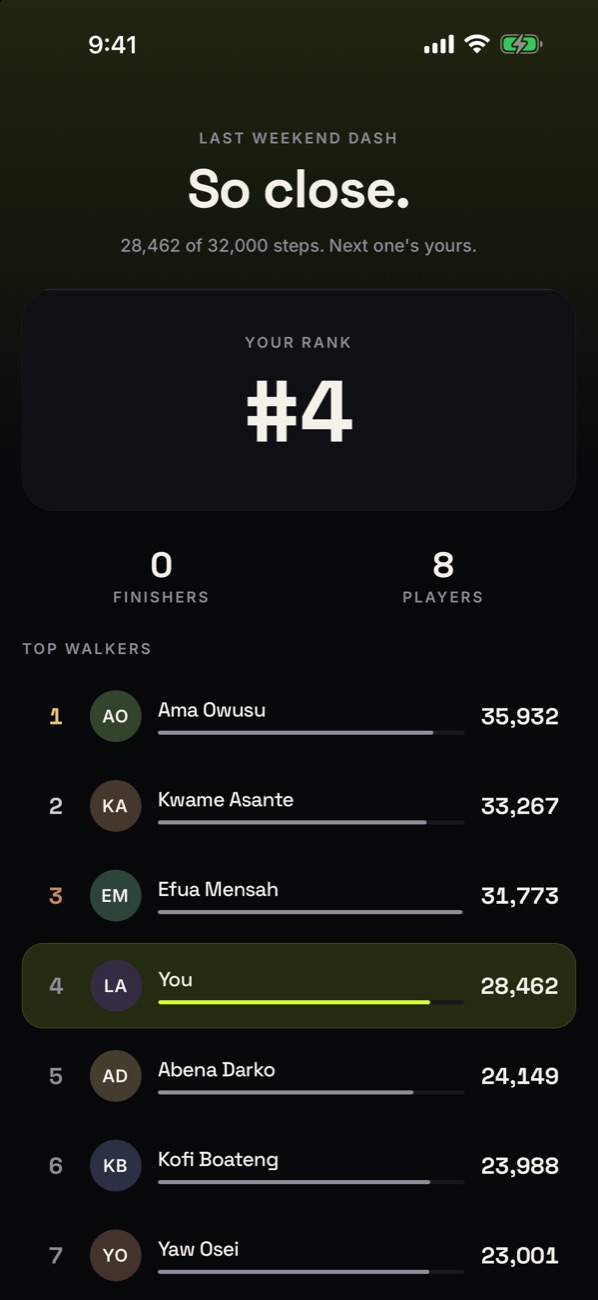 9:41
LAST WEEKEND DASH
So close.
28,462 of 32,000 steps. Next one's yours.
YOUR RANK
#4
0 8
FINISHERS PLAYERS
TOP WALKERS
1 AO Ama Owusu 35,932
2 KA Kwame Asante 33,267
3 EM Efua Mensah 31,773
4 LA You 28,462
5 AD Abena Darko 24,149
6 KB Kofi Boateng 23,988
7 YO Yaw Osei 23,001